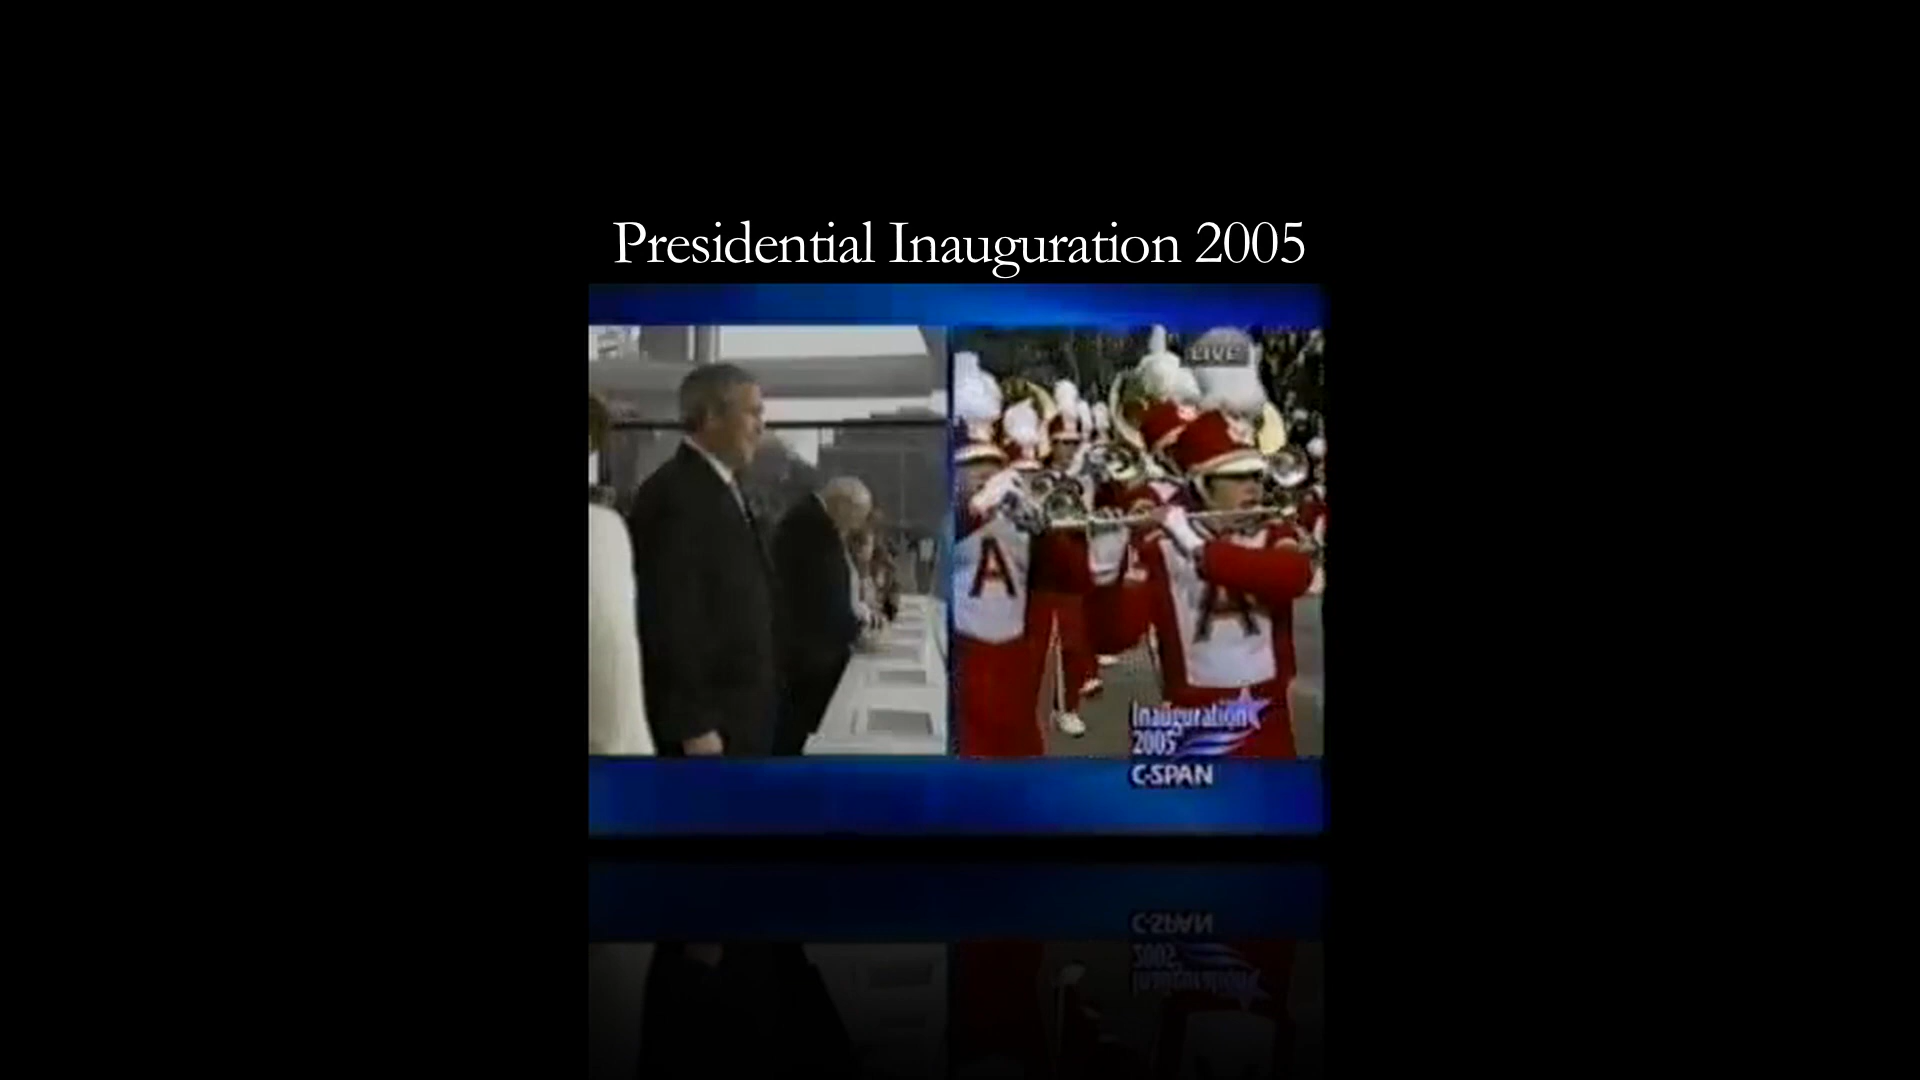 Presidential Inauguration 2005
LIVE
A
A
Inauguration
2005
C-SPAN